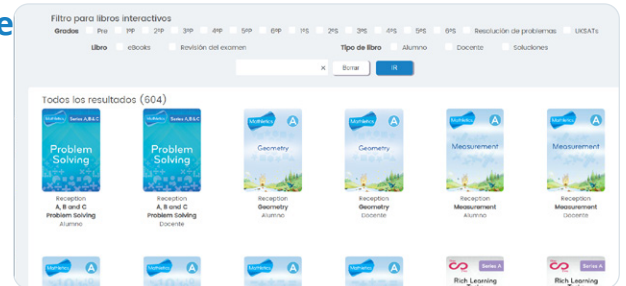 e
Filtro para libros interactivos
Grados Pre 1ºP 2ºP 3ºP 4ºP 5ºP 6ºP 1ºS 2ºS 3ºS 4ºS 5ºS 6ºS Resolución de problemas UKSATs
Libro eBooks Revisión del examen Tipo de libro Alumno Docente Soluciones
× Borrar IR
Todos los resultados (604)
Mathletics Series A,B&C Mathletics Series A,B&C Mathletics A Mathletics A Mathletics A Mathletics A
Problem Problem Geometry Geometry Measurement Measurement
Solving Solving
Reception Reception Reception Reception Reception Reception
A, B and C A, B and C Geometry Geometry Measurement Measurement
Problem Solving Problem Solving Alumno Docente Alumno Docente
Alumno Docente
Mathletics A Mathletics A Mathletics A Mathletics A Series A Series A
Rich Learning Rich Learning